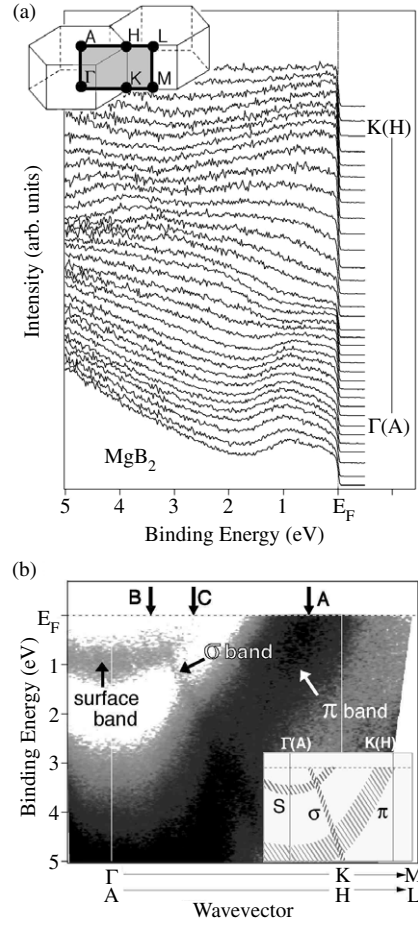 (a)
A H L
Γ K M
K(H)
Intensity (arb. units)
Γ(A)
MgB2
5 4 3 2 1 EF
Binding Energy (eV)
(b)
B C A
EF
1
2
3
4
5
Binding Energy (eV)
σ band
surface
band
π band
Γ(A) K(H)
S σ π
Γ K M
A H L
Wavevector